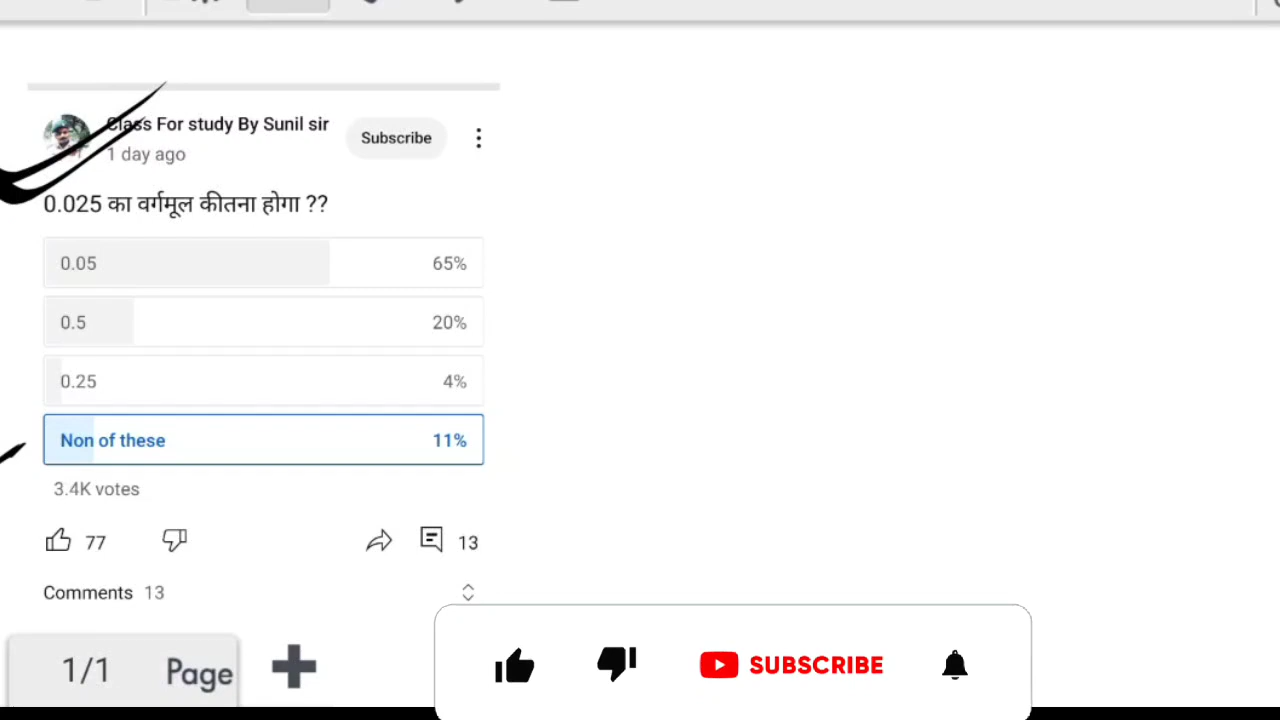 Class For study By Sunil sir
Subscribe
1 day ago
0.025 का वर्गमूल कीतना होगा ??
0.05 65%
0.5 20%
0.25 4%
Non of these 11%
3.4K votes
77 13
Comments 13
1/1 Page
SUBSCRIBE